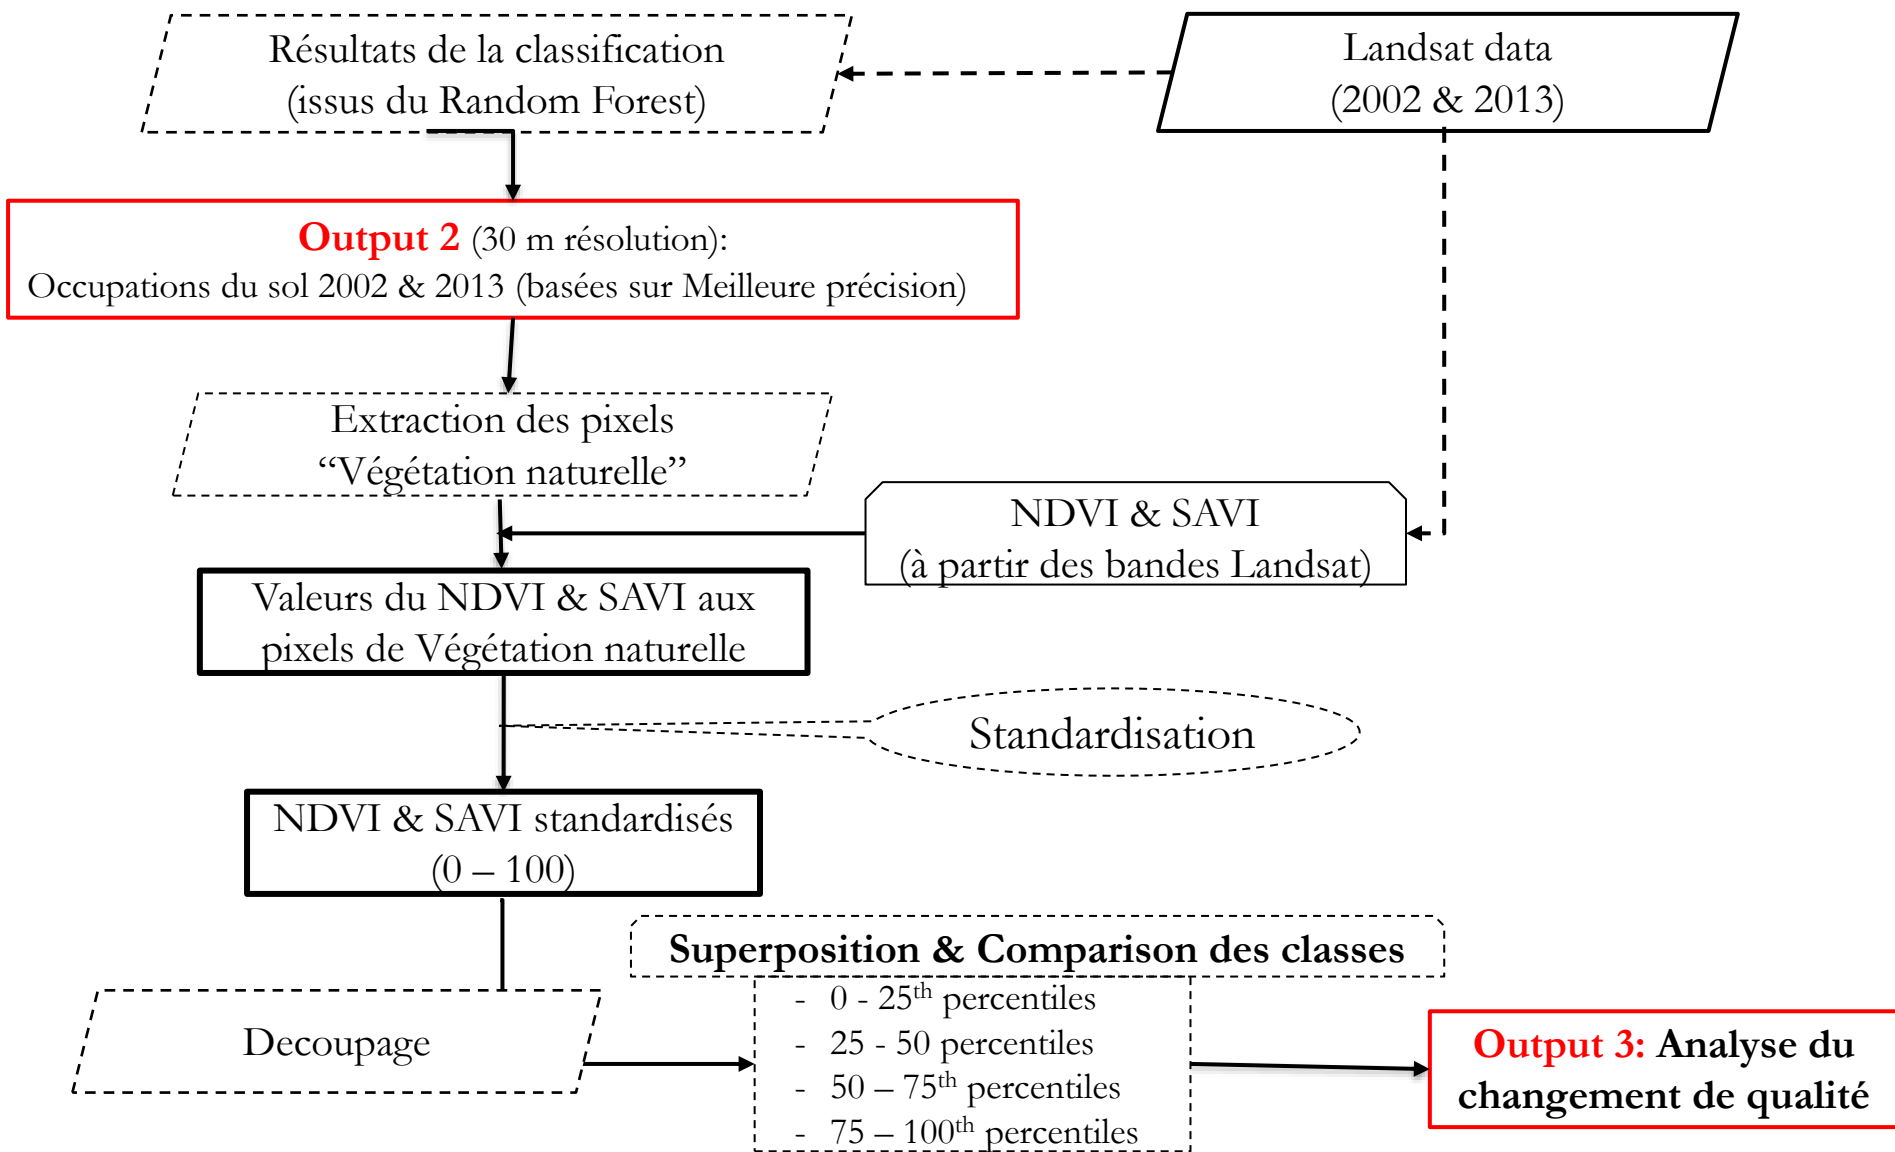 Résultats de la classification
(issus du Random Forest)
Landsat data
(2002 & 2013)
Output 2 (30 m résolution):
Occupations du sol 2002 & 2013 (basées sur Meilleure précision)
Extraction des pixels
“Végétation naturelle”
NDVI & SAVI
(à partir des bandes Landsat)
Valeurs du NDVI & SAVI aux
pixels de Végétation naturelle
Standardisation
NDVI & SAVI standardisés
(0 – 100)
Superposition & Comparison des classes
- 0 - 25th percentiles
- 25 - 50 percentiles
- 50 – 75th percentiles
- 75 – 100th percentiles
Decoupage
Output 3: Analyse du
changement de qualité